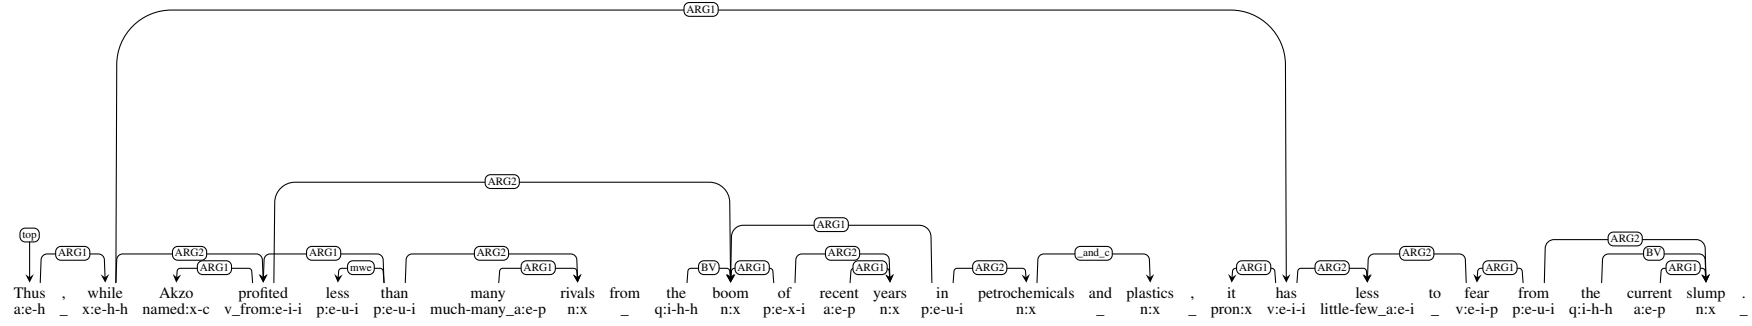 ARG1
ARG2
ARG1
top
ARG1 ARG2 ARG1 ARG2 ARG2 _and_c ARG2 ARG2
ARG1 mwe ARG1 BV ARG1 ARG1 ARG2 ARG1 ARG2 ARG1 BV ARG1
Thus , while Akzo profited less than many rivals from the boom of recent years in petrochemicals and plastics , it has less to fear from the current slump .
a:e-h _ x:e-h-h named:x-c v_from:e-i-i p:e-u-i p:e-u-i much-many_a:e-p n:x _ q:i-h-h n:x p:e-x-i a:e-p n:x p:e-u-i n:x _ n:x _ pron:x v:e-i-i little-few_a:e-i _ v:e-i-p p:e-u-i q:i-h-h a:e-p n:x _